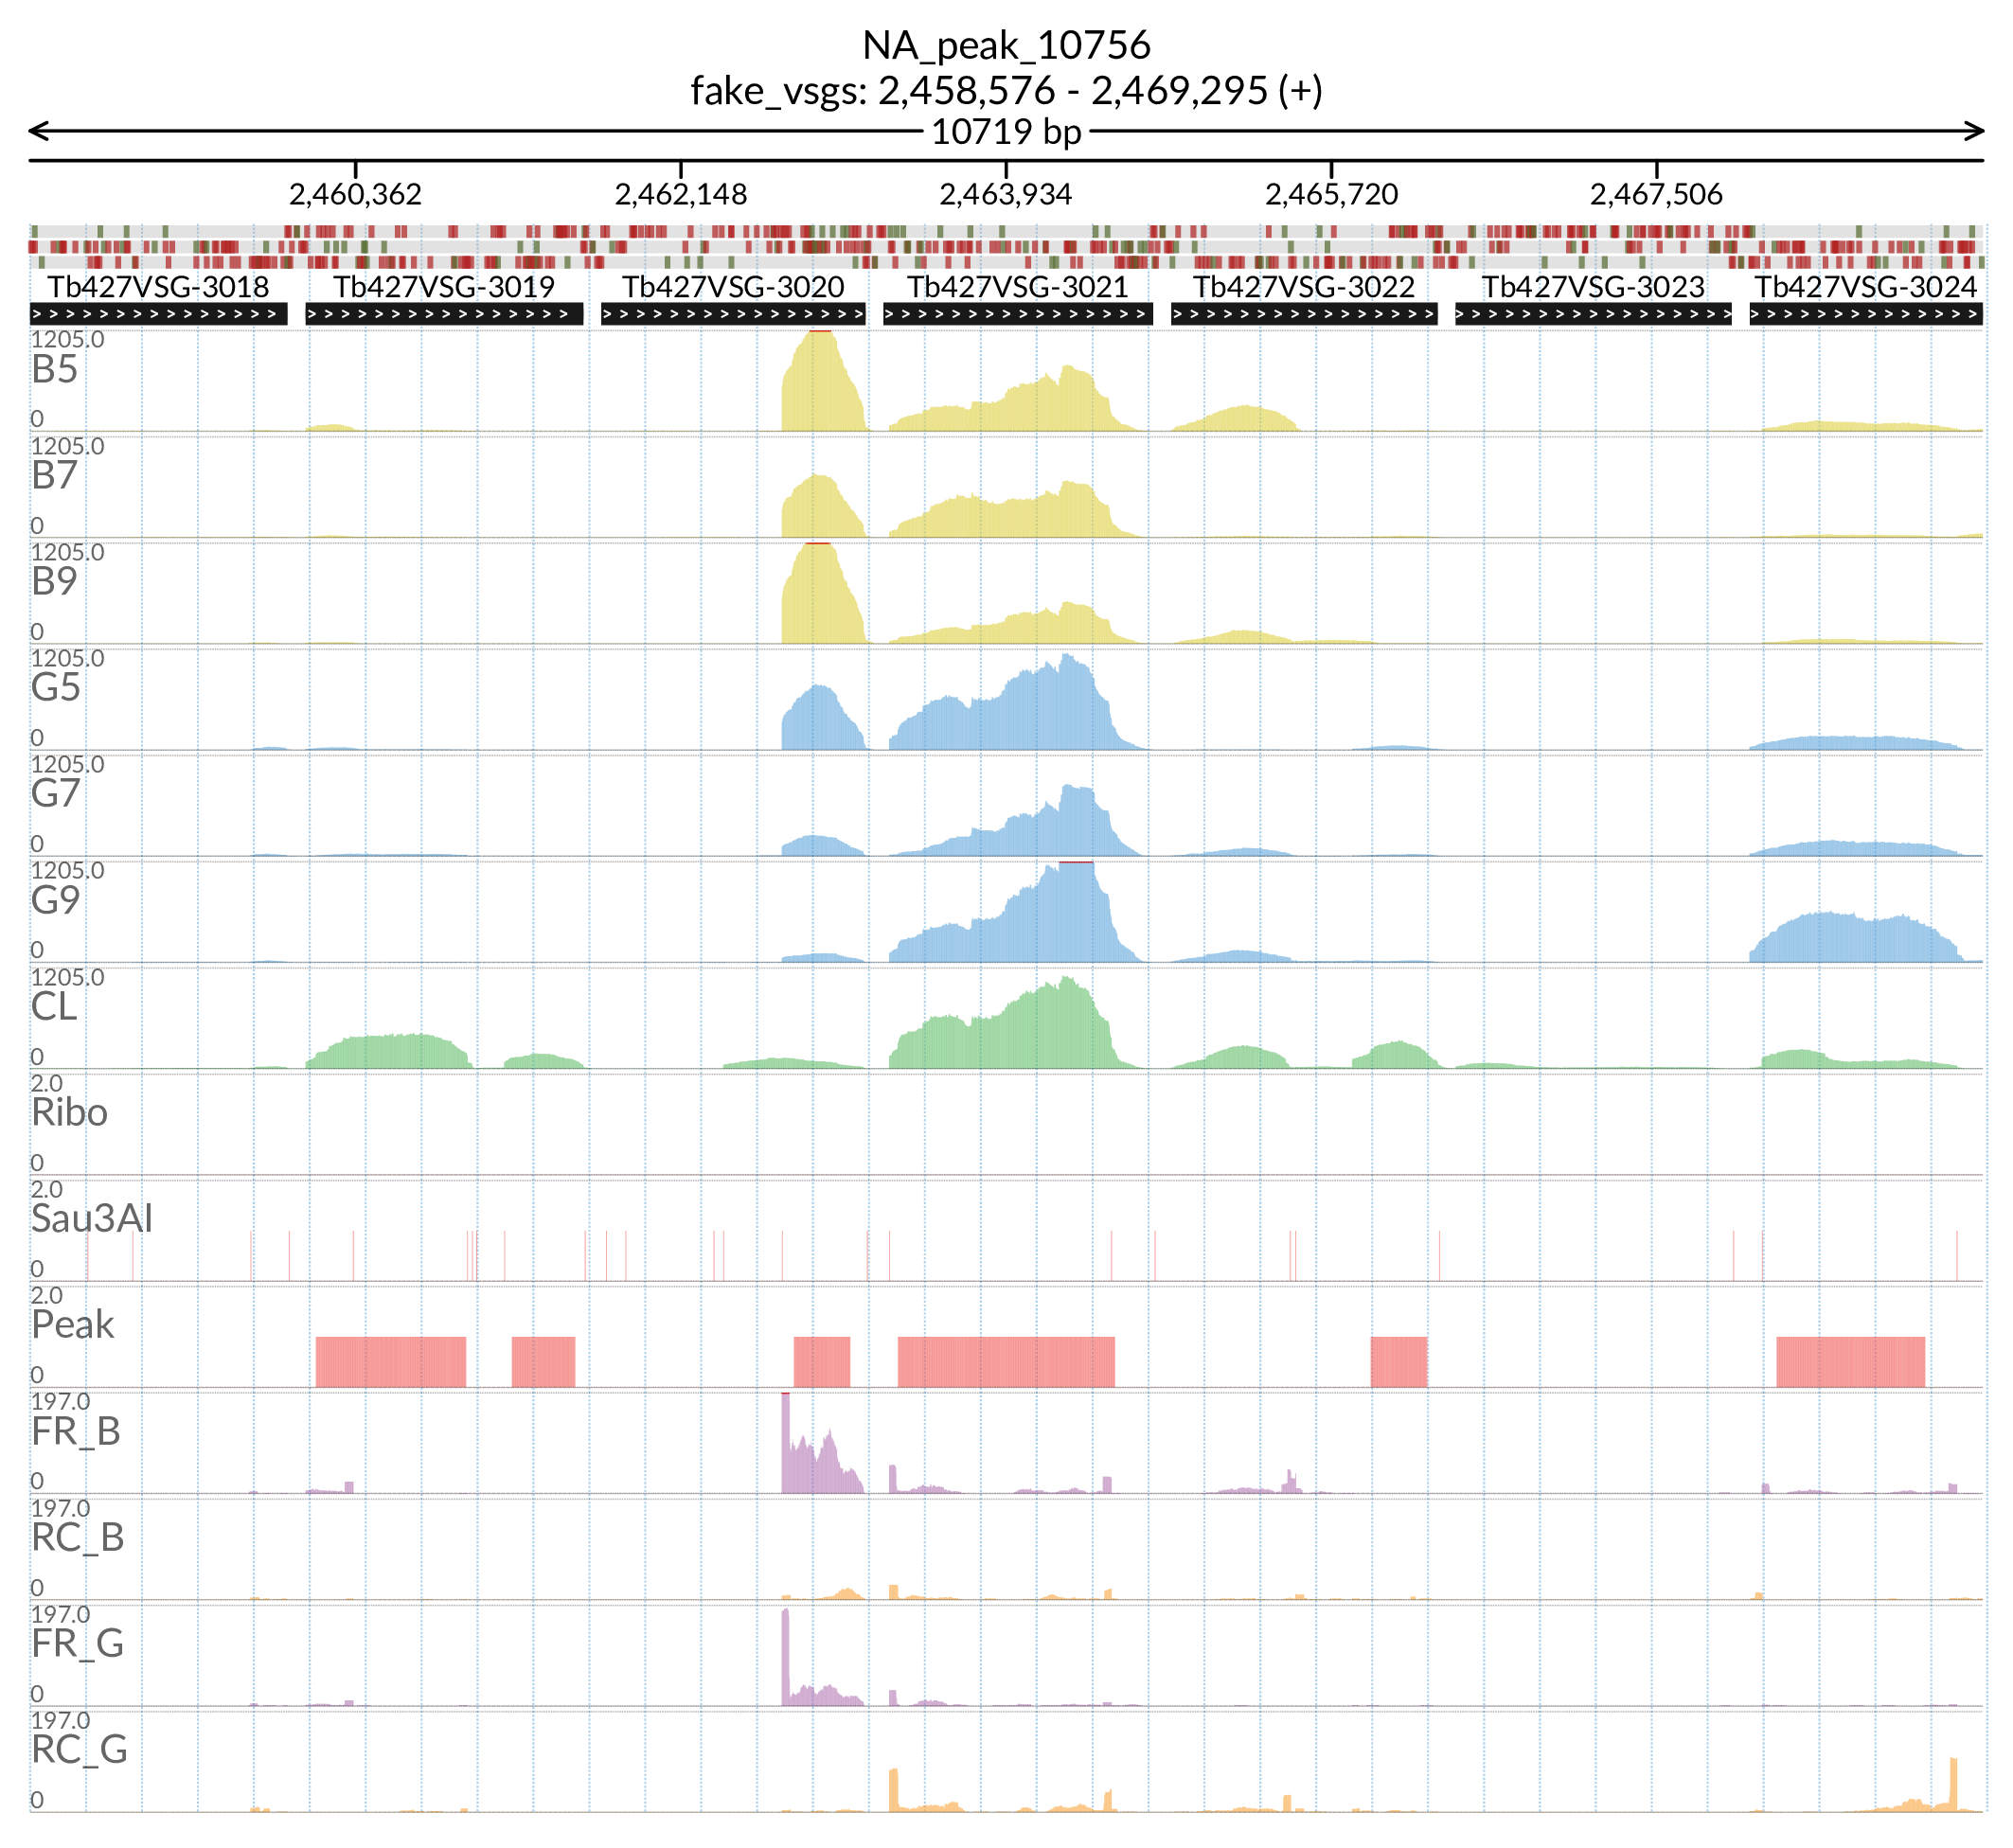 NA_peak_10756
fake_vsgs: 2,458,576 - 2,469,295 (+)
10719 bp
2,460,362 2,462,148 2,463,934 2,465,720 2,467,506
Tb427VSG-3018 Tb427VSG-3019 Tb427VSG-3020 Tb427VSG-3021 Tb427VSG-3022 Tb427VSG-3023 Tb427VSG-3024
1205.0
B5
0
1205.0
B7
0
1205.0
B9
0
1205.0
G5
0
1205.0
G7
0
1205.0
G9
0
1205.0
CL
0
2.0
Ribo
0
2.0
Sau3AI
0
2.0
Peak
0
197.0
FR_B
0
197.0
RC_B
0
197.0
FR_G
0
197.0
RC_G
0